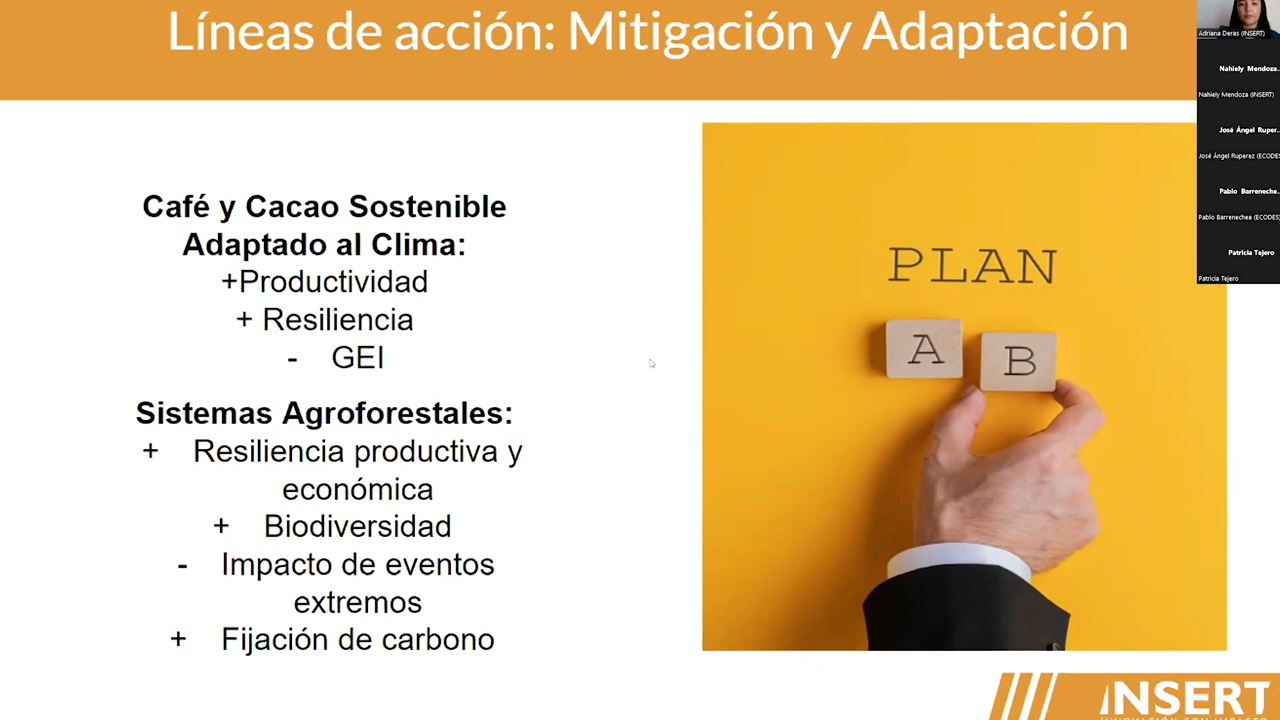 Líneas de acción: Mitigación y Adaptación
Café y Cacao Sostenible
Adaptado al Clima:
+Productividad
+ Resiliencia
- GEI
Sistemas Agroforestales:
+ Resiliencia productiva y
económica
+ Biodiversidad
- Impacto de eventos
extremos
+ Fijación de carbono
PLAN
A B
Adriana Deras (INSERT)
Nahiely Mendoza...
Nahiely Mendoza (INSERT)
José Ángel Ruper...
José Ángel Ruperez (ECODES
Pablo Barreneche...
Pablo Barrenechea (ECODES)
Patricia Tejero
Patricia Tejero
INSERT